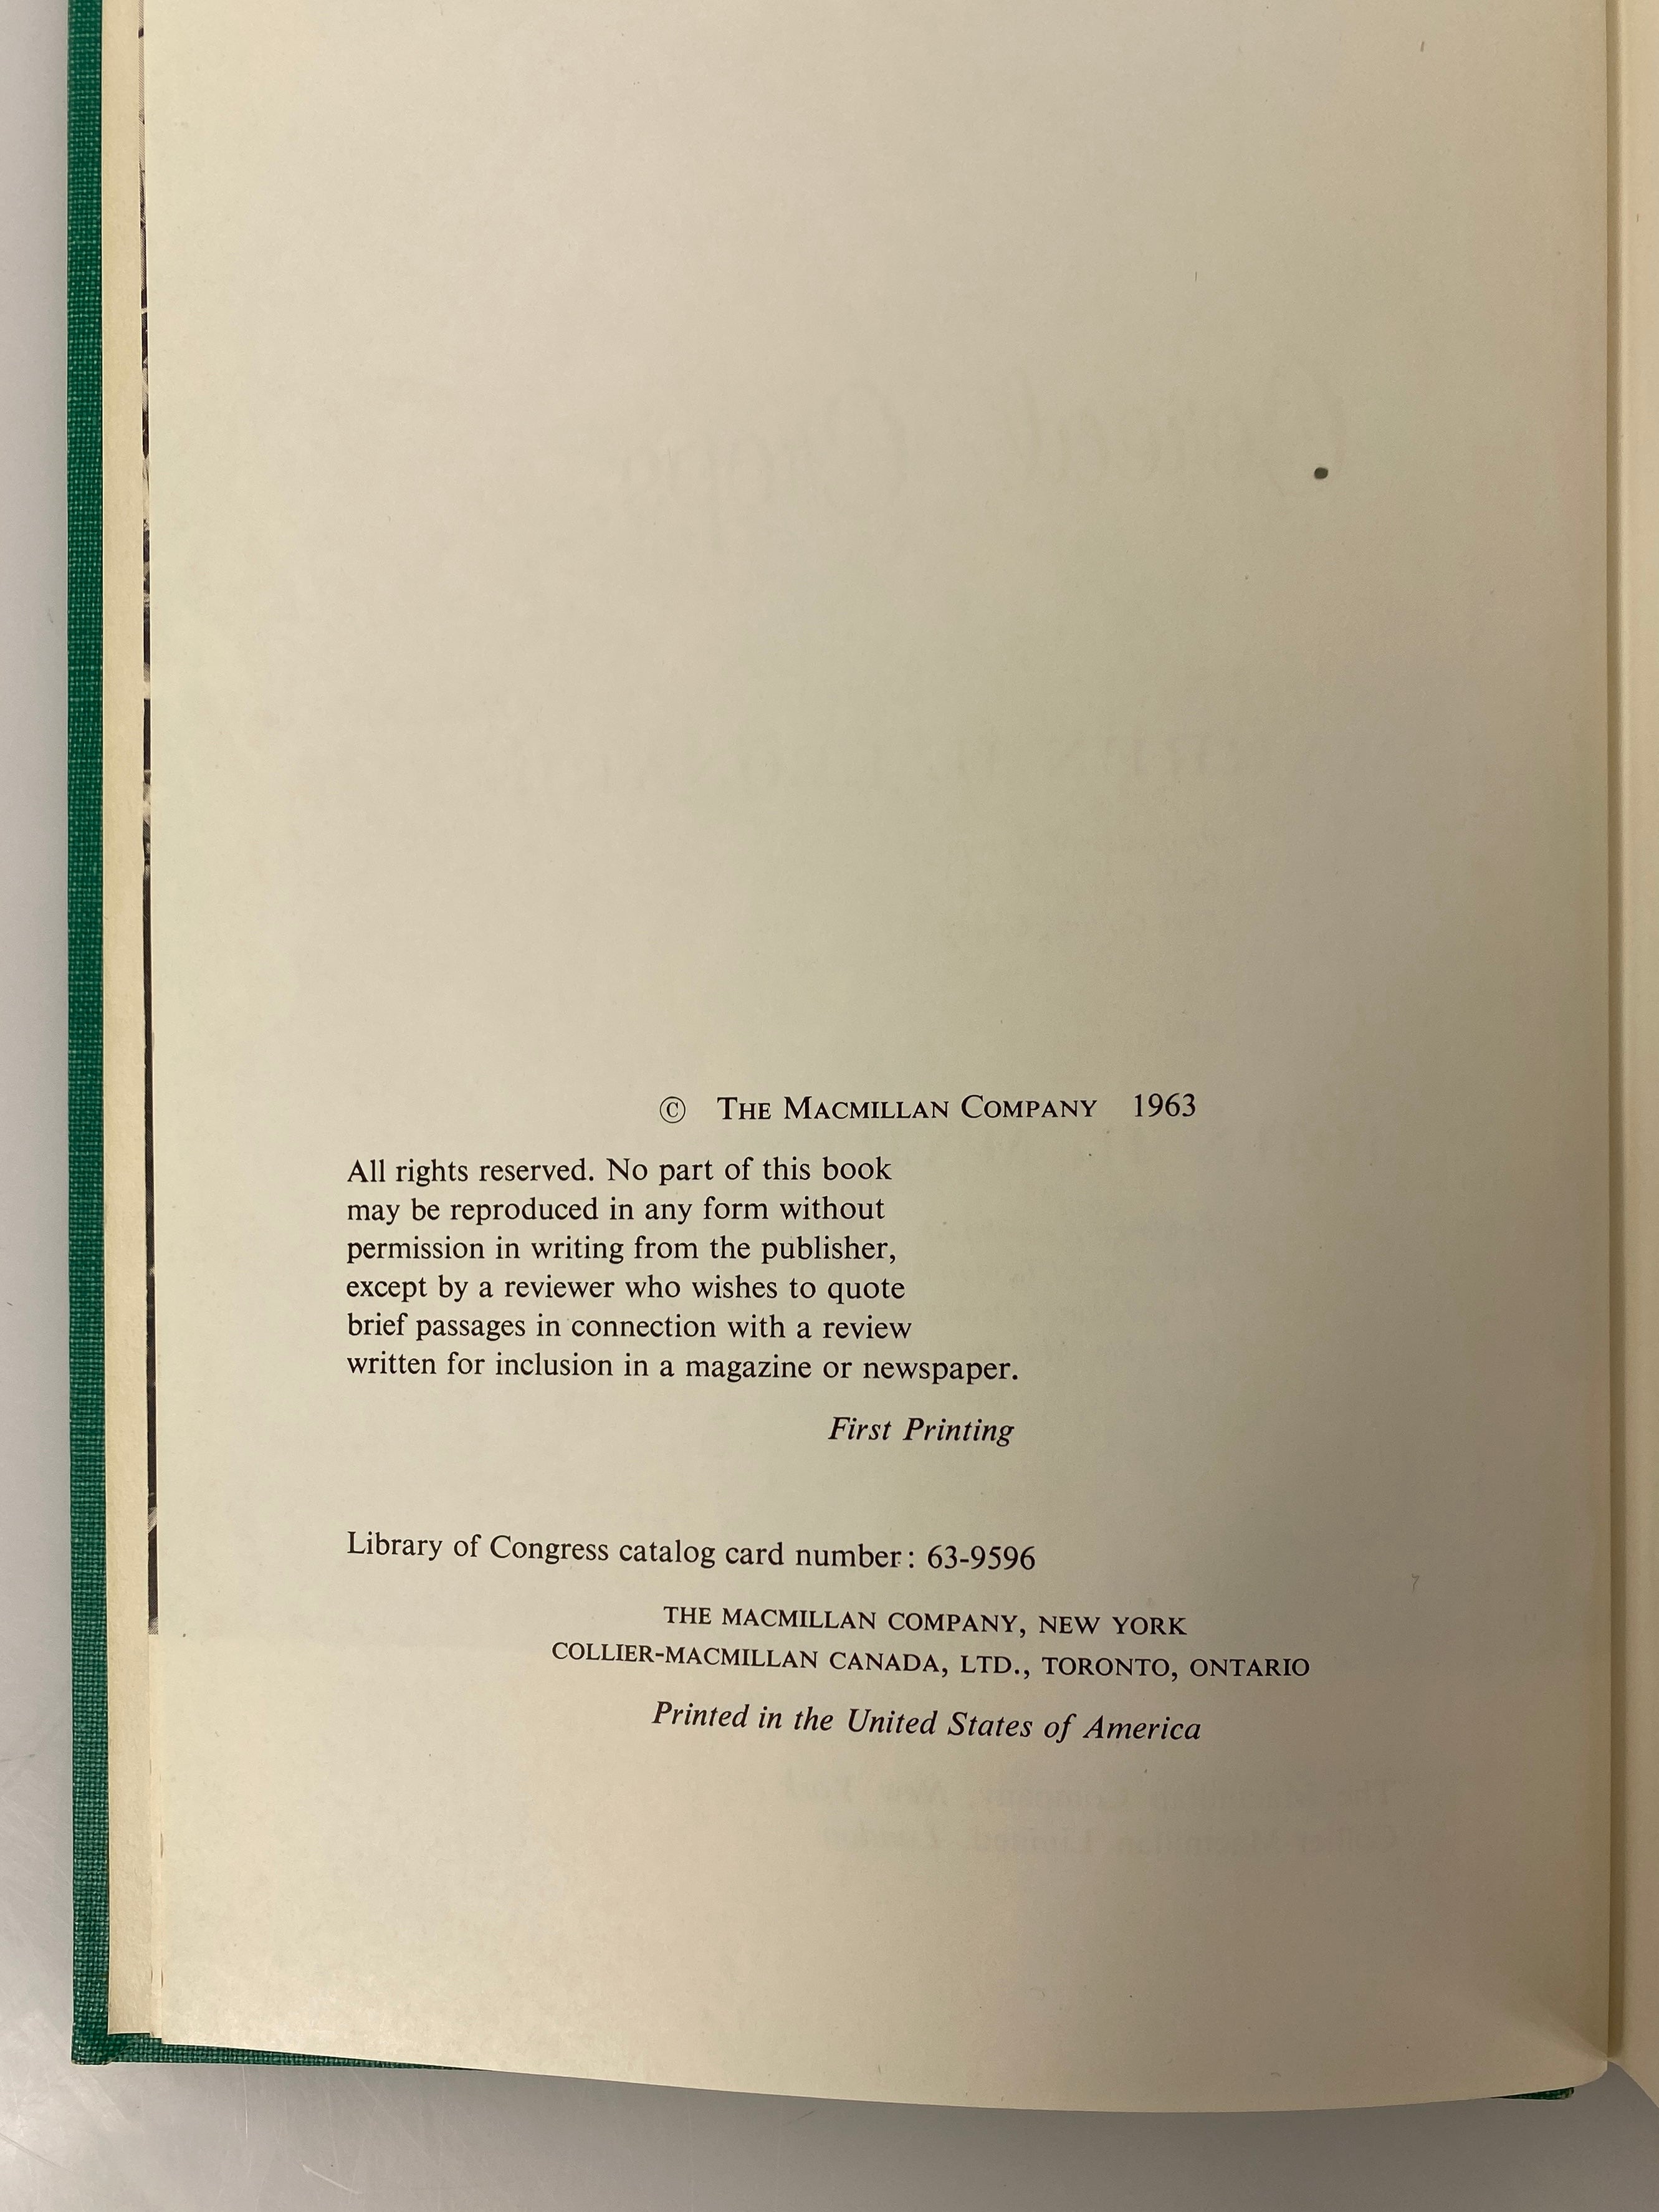 © THE MACMILLAN COMPANY 1963
All rights reserved. No part of this book
may be reproduced in any form without
permission in writing from the publisher,
except by a reviewer who wishes to quote
brief passages in connection with a review
written for inclusion in a magazine or newspaper.
First Printing
Library of Congress catalog card number: 63-9596
THE MACMILLAN COMPANY, NEW YORK
COLLIER-MACMILLAN CANADA, LTD., TORONTO, ONTARIO
Printed in the United States of America